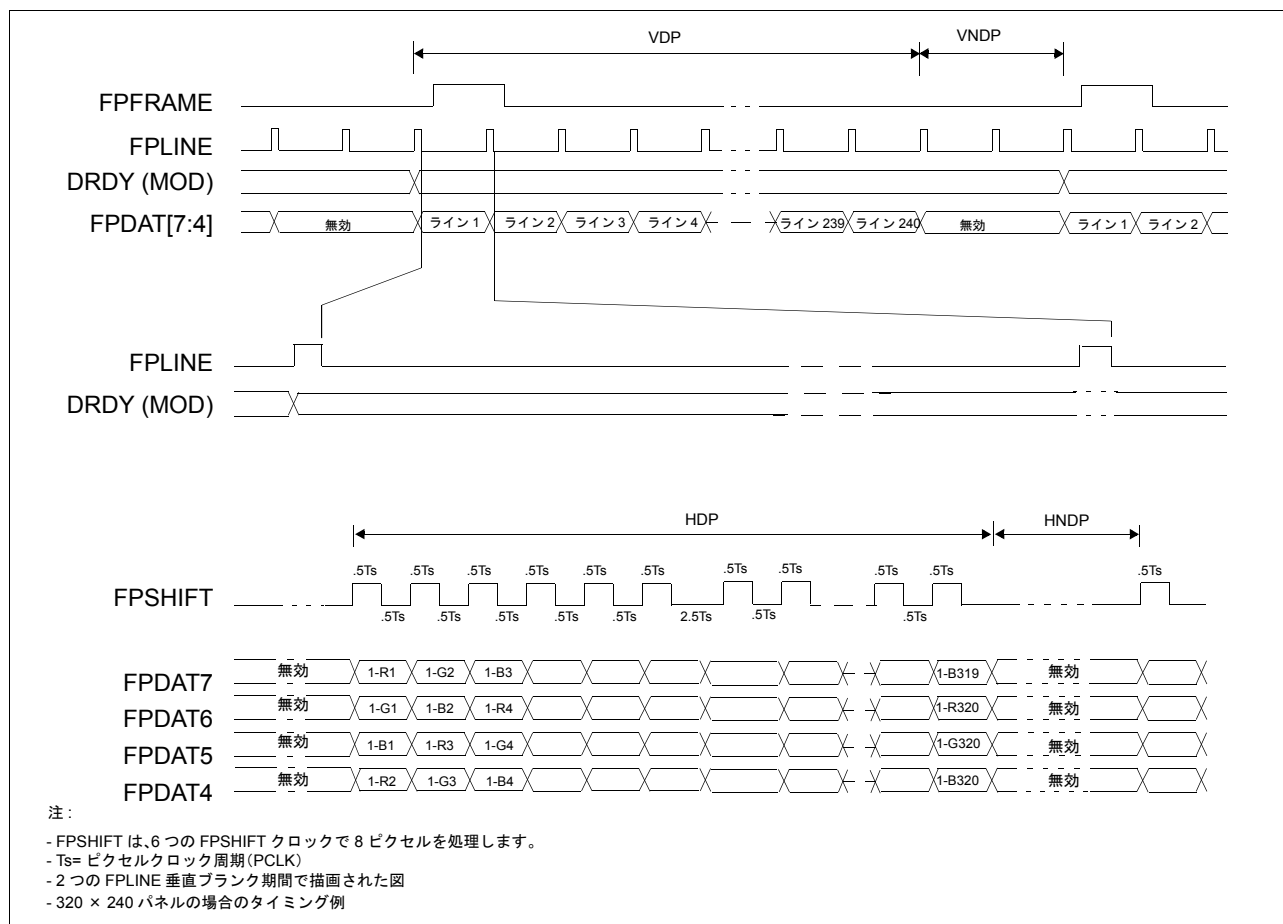 VDP VNDP
FPFRAME
FPLINE
DRDY (MOD)
FPDAT[7:4] 無効 ライン 1 ライン 2 ライン 3 ライン 4 ライン 239 ライン 240 無効 ライン 1 ライン 2
FPLINE
DRDY (MOD)
HDP HNDP
.5Ts .5Ts .5Ts .5Ts .5Ts .5Ts .5Ts .5Ts .5Ts .5Ts .5Ts
FPSHIFT
.5Ts .5Ts .5Ts .5Ts .5Ts 2.5Ts .5Ts .5Ts
FPDAT7 無効 1-R1 1-G2 1-B3 1-B319 無効
FPDAT6 無効 1-G1 1-B2 1-R4 1-R320 無効
FPDAT5 無効 1-B1 1-R3 1-G4 1-G320 無効
FPDAT4 無効 1-R2 1-G3 1-B4 1-B320 無効
注 :
- FPSHIFT は、6 つの FPSHIFT クロックで 8 ピクセルを処理します。
- Ts= ピクセルクロック周期(PCLK)
- 2 つの FPLINE 垂直ブランク期間で描画された図
- 320 × 240 パネルの場合のタイミング例